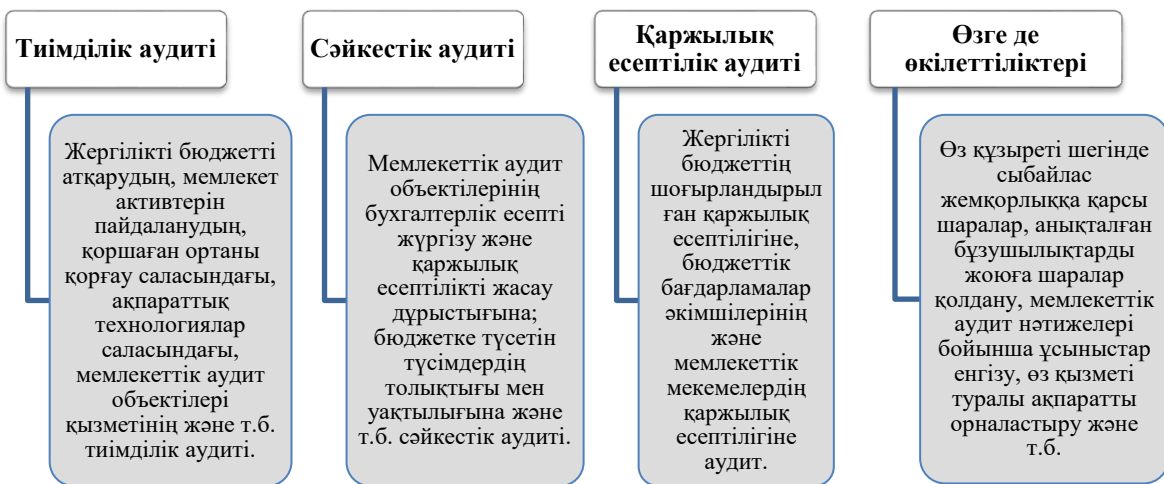 Тиімділік аудиті
Жергілікті бюджетті
атқарудың, мемлекет
активтерін
пайдаланудың,
қоршаған ортаны
қорғау саласындағы,
ақпараттық
технологиялар
саласындағы,
мемлекеттік аудит
объектілері
қызметінің және т.б.
тиімділік аудиті.
Сәйкестік аудиті
Мемлекеттік аудит
объектілерінің
бухгалтерлік есепті
жүргізу және
қаржылық
есептілікті жасау
дұрыстығына;
бюджетке түсетін
түсімдердің
толықтығы мен
уақтылығына және
т.б. сәйкестік аудиті.
Қаржылық
есептілік аудиті
Жергілікті
бюджеттің
шоғырландырыл
ған қаржылық
есептілігіне,
бюджеттік
бағдарламалар
әкімшілерінің
және
мемлекеттік
мекемелердің
қаржылық
есептілігіне
аудит.
Өзге де
өкілеттіліктері
Өз құзыреті шегінде
сыбайлас
жемқорлыққа қарсы
шаралар, анықталған
бұзушылықтарды
жоюға шаралар
қолдану, мемлекеттік
аудит нәтижелері
бойынша ұсыныстар
енгізу, өз қызметі
туралы ақпаратты
орналастыру және
т.б.